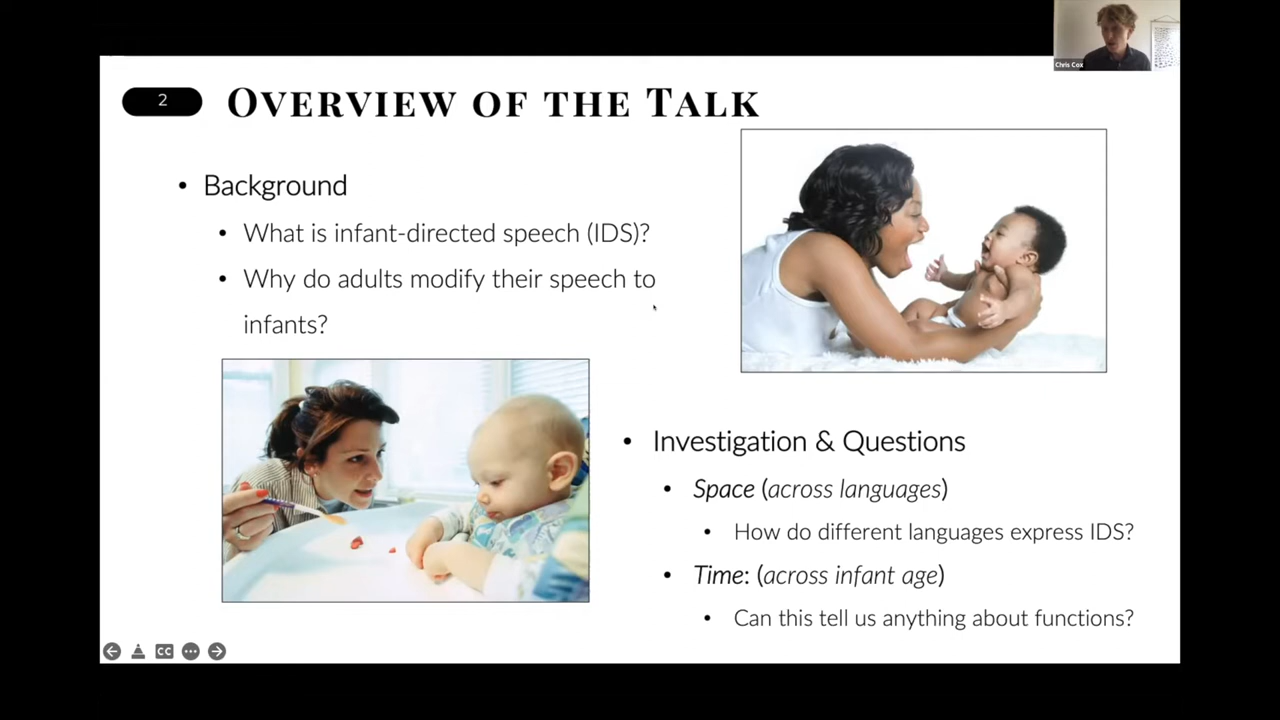 Chris Cox
2
OVERVIEW OF THE TALK
• Background
• What is infant-directed speech (IDS)?
• Why do adults modify their speech to
infants?
• Investigation & Questions
• Space (across languages)
• How do different languages express IDS?
• Time: (across infant age)
• Can this tell us anything about functions?
CC